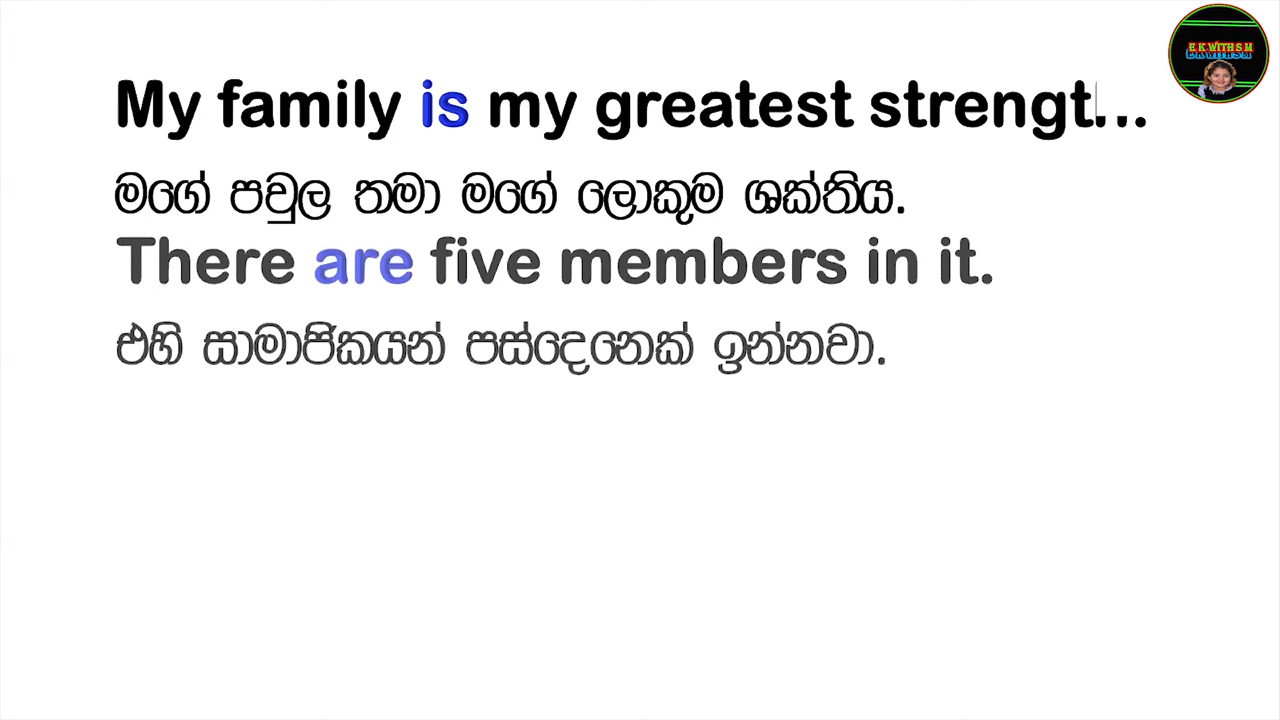 My family is my greatest strengt...
මගේ පවුල තමා මගේ ලොකුම ශක්තිය.
There are five members in it.
එහි සාමාජිකයන් පස්දෙනෙක් ඉන්නවා.
E K WITH S M